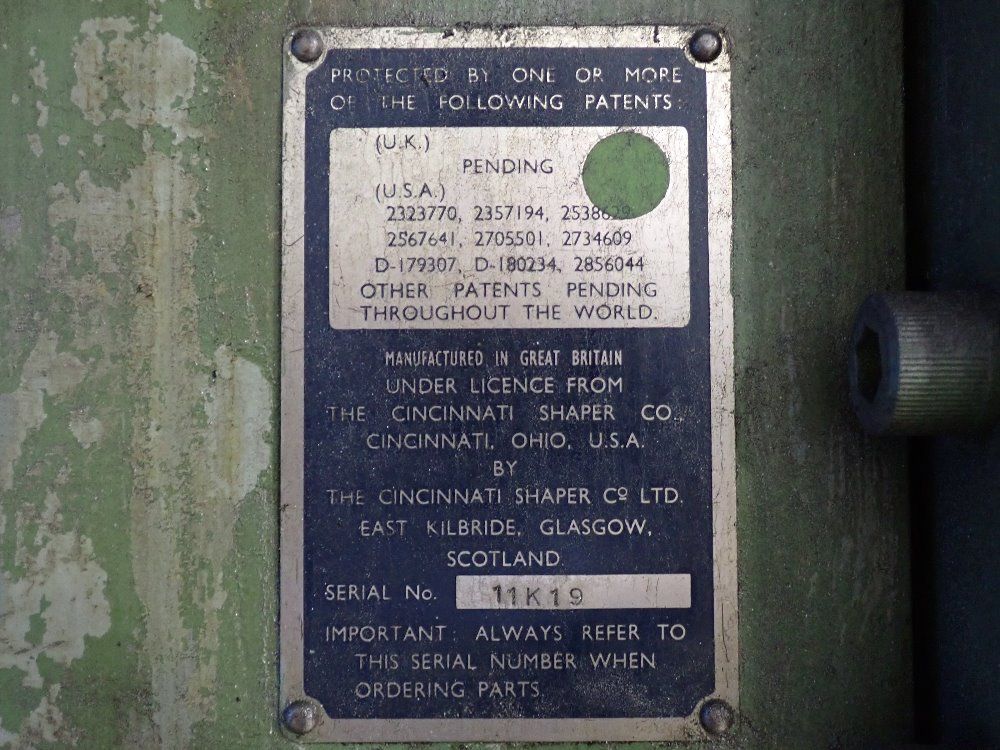 PROTECTED BY ONE OR MORE
OF THE FOLLOWING PATENTS:
(U.K.)
PENDING
(U.S.A.)
2323770, 2357194, 2538629
2567641, 2705501, 2734609
D-179307, D-180234, 2856044
OTHER PATENTS PENDING
THROUGHOUT THE WORLD.
MANUFACTURED IN GREAT BRITAIN
UNDER LICENCE FROM
THE CINCINNATI SHAPER CO.,
CINCINNATI, OHIO, U.S.A.
BY
THE CINCINNATI SHAPER Cº LTD.
EAST KILBRIDE, GLASGOW,
SCOTLAND
SERIAL No. 11K19
IMPORTANT: ALWAYS REFER TO
THIS SERIAL NUMBER WHEN
ORDERING PARTS